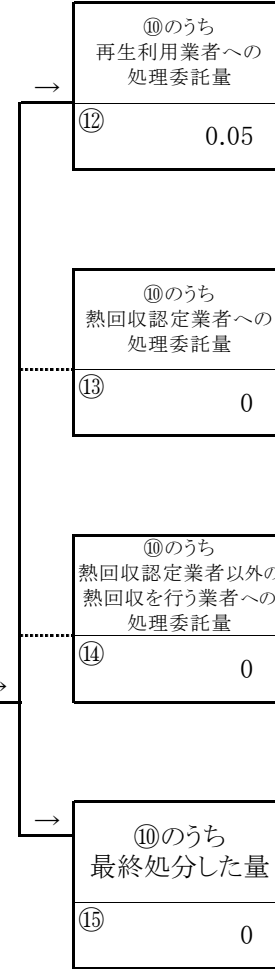 ⑩のうち
再生利用業者への
処理委託量
→
⑫
0.05
⑩のうち
熱回収認定業者への
処理委託量
⑬
0
⑩のうち
熱回収認定業者以外の
熱回収を行う業者への
処理委託量
⑭
0
→
→
⑩のうち
最終処分した量
⑮
0